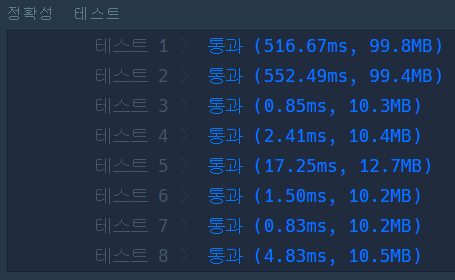 정확성 테스트
테스트 1 〉 통과 (516.67ms, 99.8MB)
테스트 2 〉 통과 (552.49ms, 99.4MB)
테스트 3 〉 통과 (0.85ms, 10.3MB)
테스트 4 〉 통과 (2.41ms, 10.4MB)
테스트 5 〉 통과 (17.25ms, 12.7MB)
테스트 6 〉 통과 (1.50ms, 10.2MB)
테스트 7 〉 통과 (0.83ms, 10.2MB)
테스트 8 〉 통과 (4.83ms, 10.5MB)